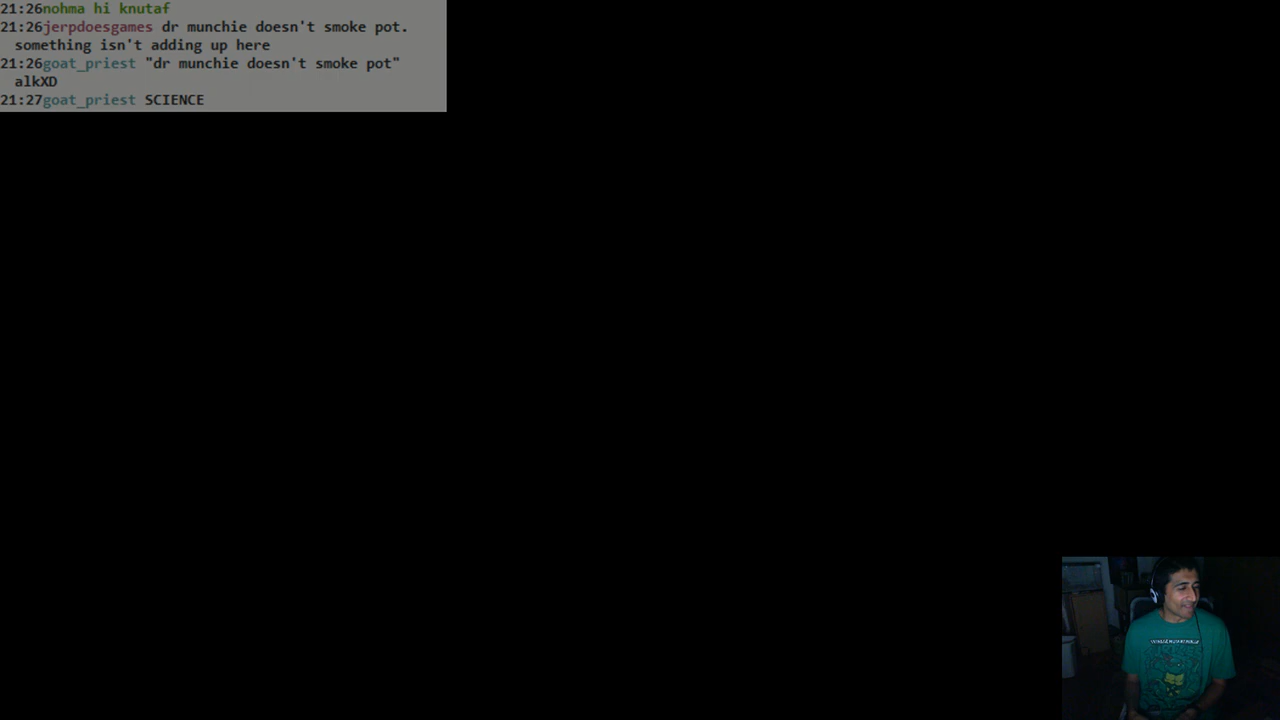 21:26nohma hi knutaf
21:26jerpdoesgames dr munchie doesn't smoke pot.
something isn't adding up here
21:26goat_priest "dr munchie doesn't smoke pot"
alkXD
21:27goat_priest SCIENCE